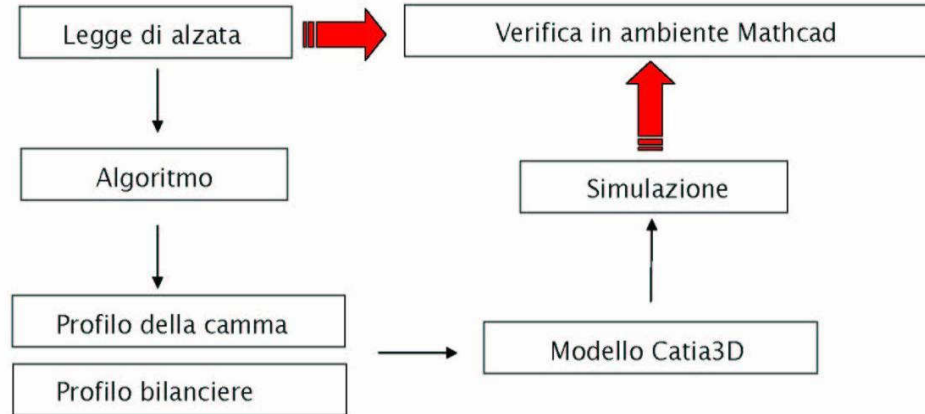 Legge di alzata
Verifica in ambiente Mathcad
Algoritmo
Simulazione
Profilo della camma
Modello Catia3D
Profilo bilanciere